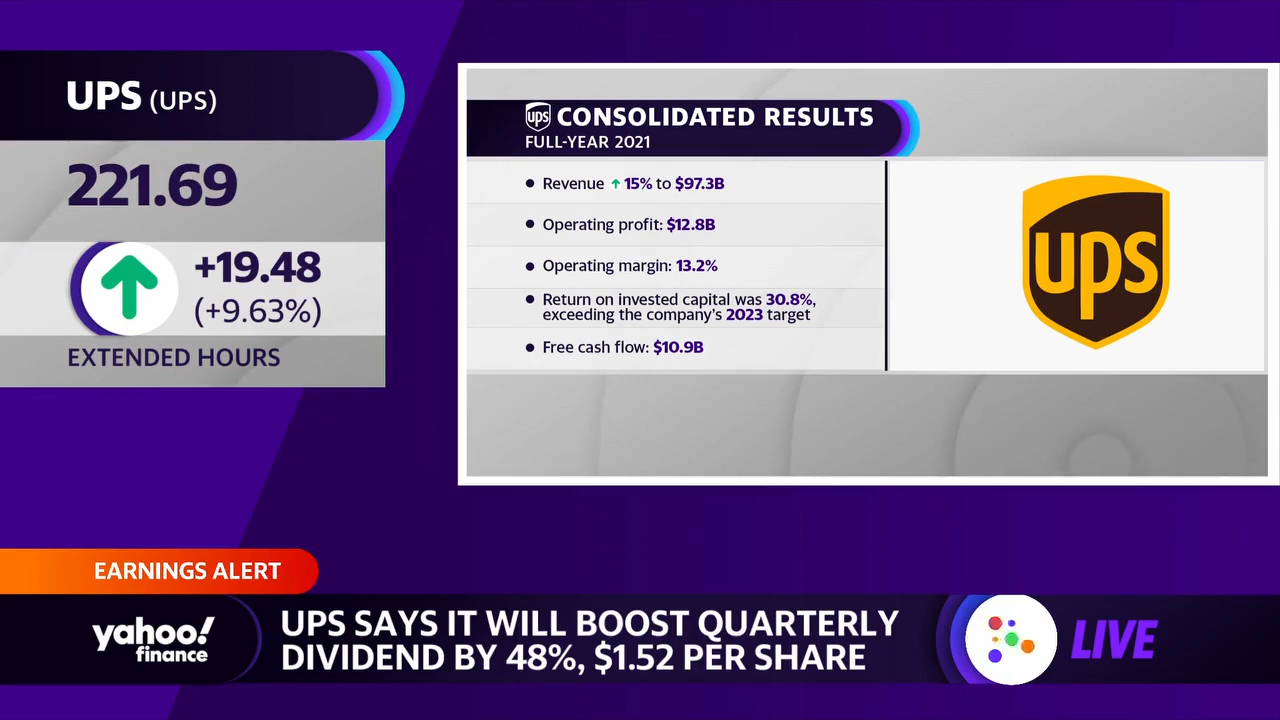 UPS (UPS)
221.69
+19.48
(+9.63%)
EXTENDED HOURS
ups CONSOLIDATED RESULTS
FULL-YEAR 2021
• Revenue ↑ 15% to $97.3B
• Operating profit: $12.8B
• Operating margin: 13.2%
• Return on invested capital was 30.8%,
exceeding the company's 2023 target
• Free cash flow: $10.9B
ups
EARNINGS ALERT
yahoo!
finance
UPS SAYS IT WILL BOOST QUARTERLY
DIVIDEND BY 48%, $1.52 PER SHARE
LIVE